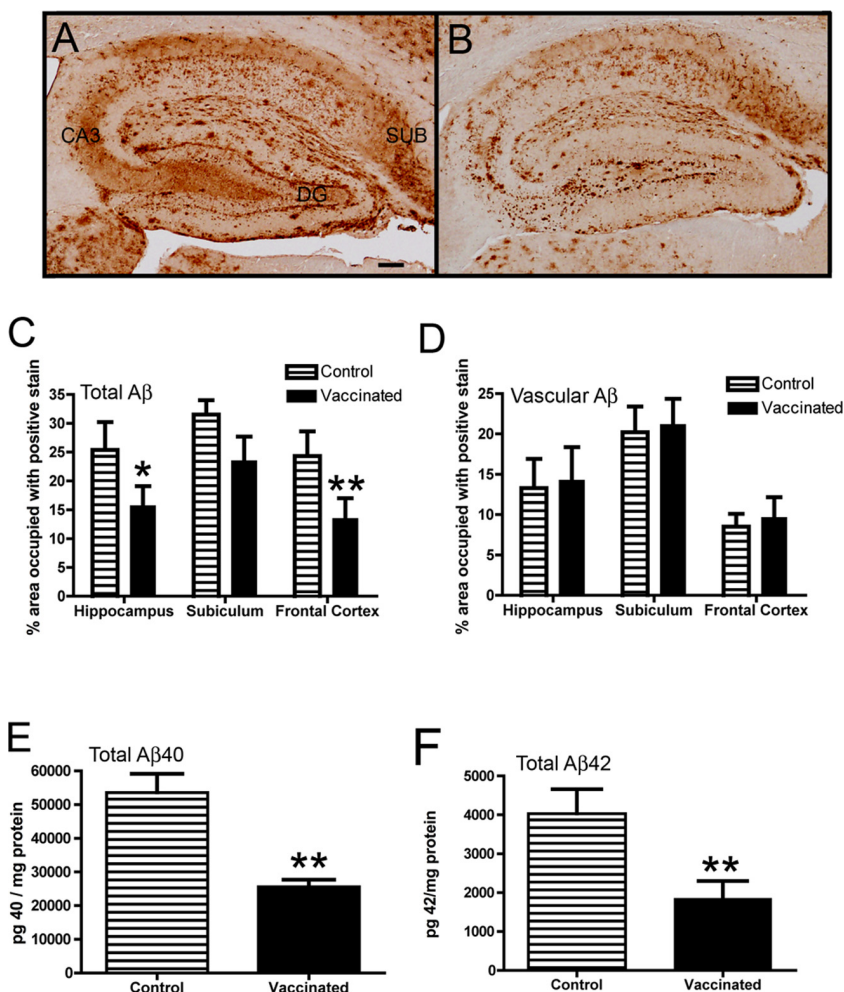 A
B
CA3
SUB
DG
C
Total Aβ
Control
Vaccinated
% area occupied with positive stain
35
30
25
20
15
10
5
0
*
**
Hippocampus
Subiculum
Frontal Cortex
D
Vascular Aβ
Control
Vaccinated
% area occupied with positive stain
25
20
15
10
5
0
Hippocampus
Subiculum
Frontal Cortex
E
Total Aβ40
pg 40 / mg protein
60000
50000
40000
30000
20000
10000
0
**
Control
Vaccinated
F
Total Aβ42
pg 42/mg protein
5000
4000
3000
2000
1000
0
**
Control
Vaccinated